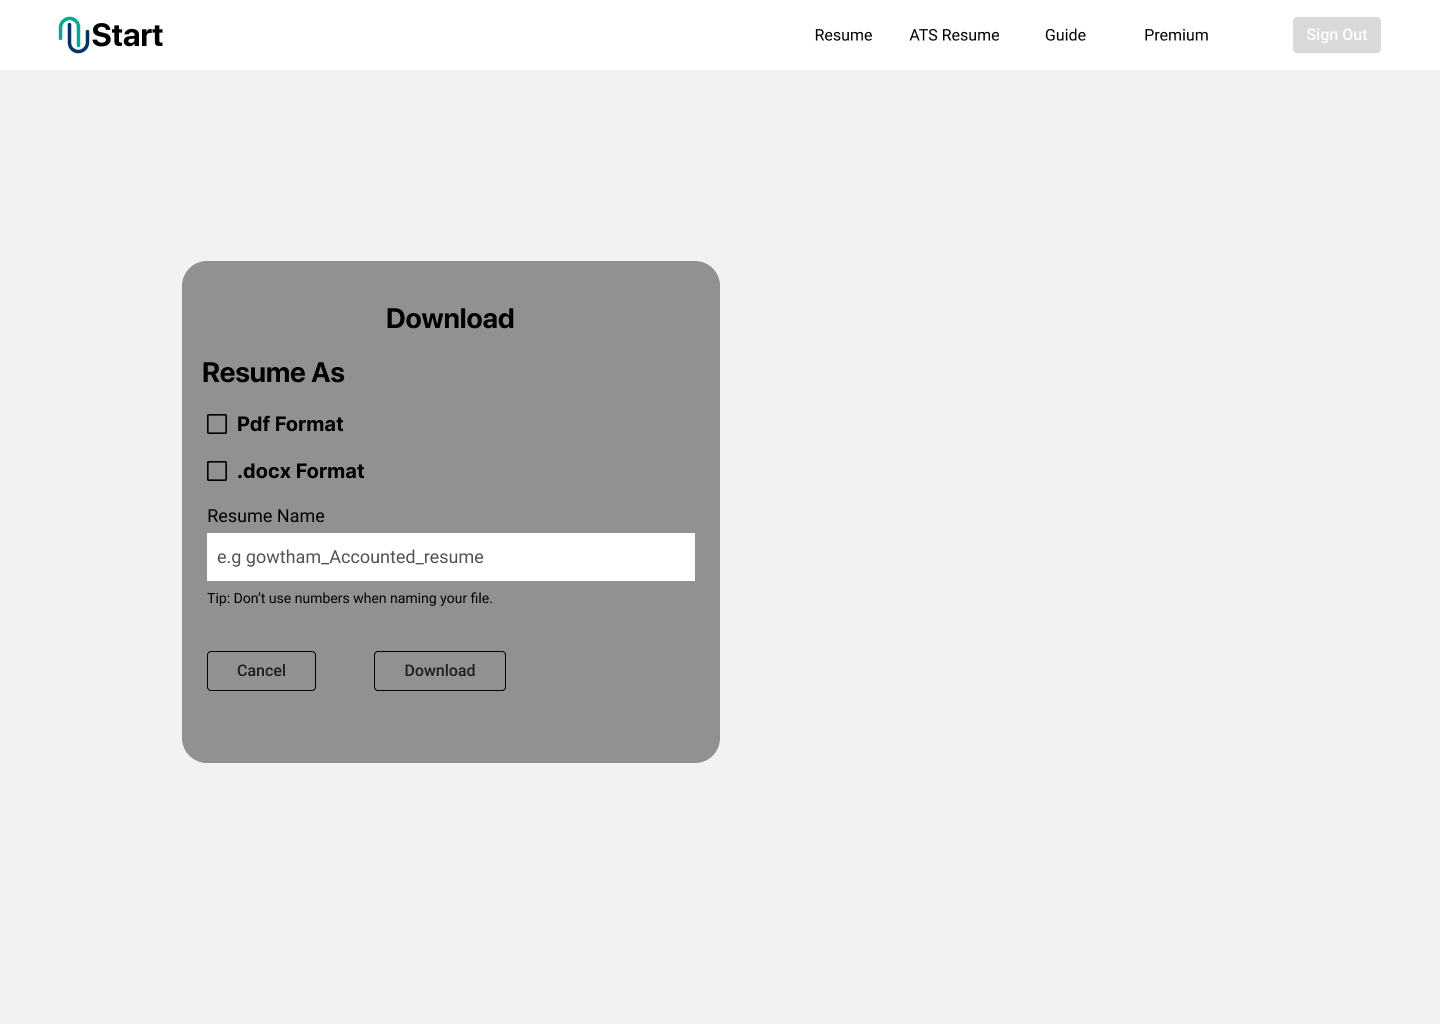 Start
Resume
ATS Resume
Guide
Premium
Sign Out
Download
Resume As
Pdf Format
.docx Format
Resume Name
e.g gowtham_Accounted_resume
Tip: Don’t use numbers when naming your file.
Cancel
Download